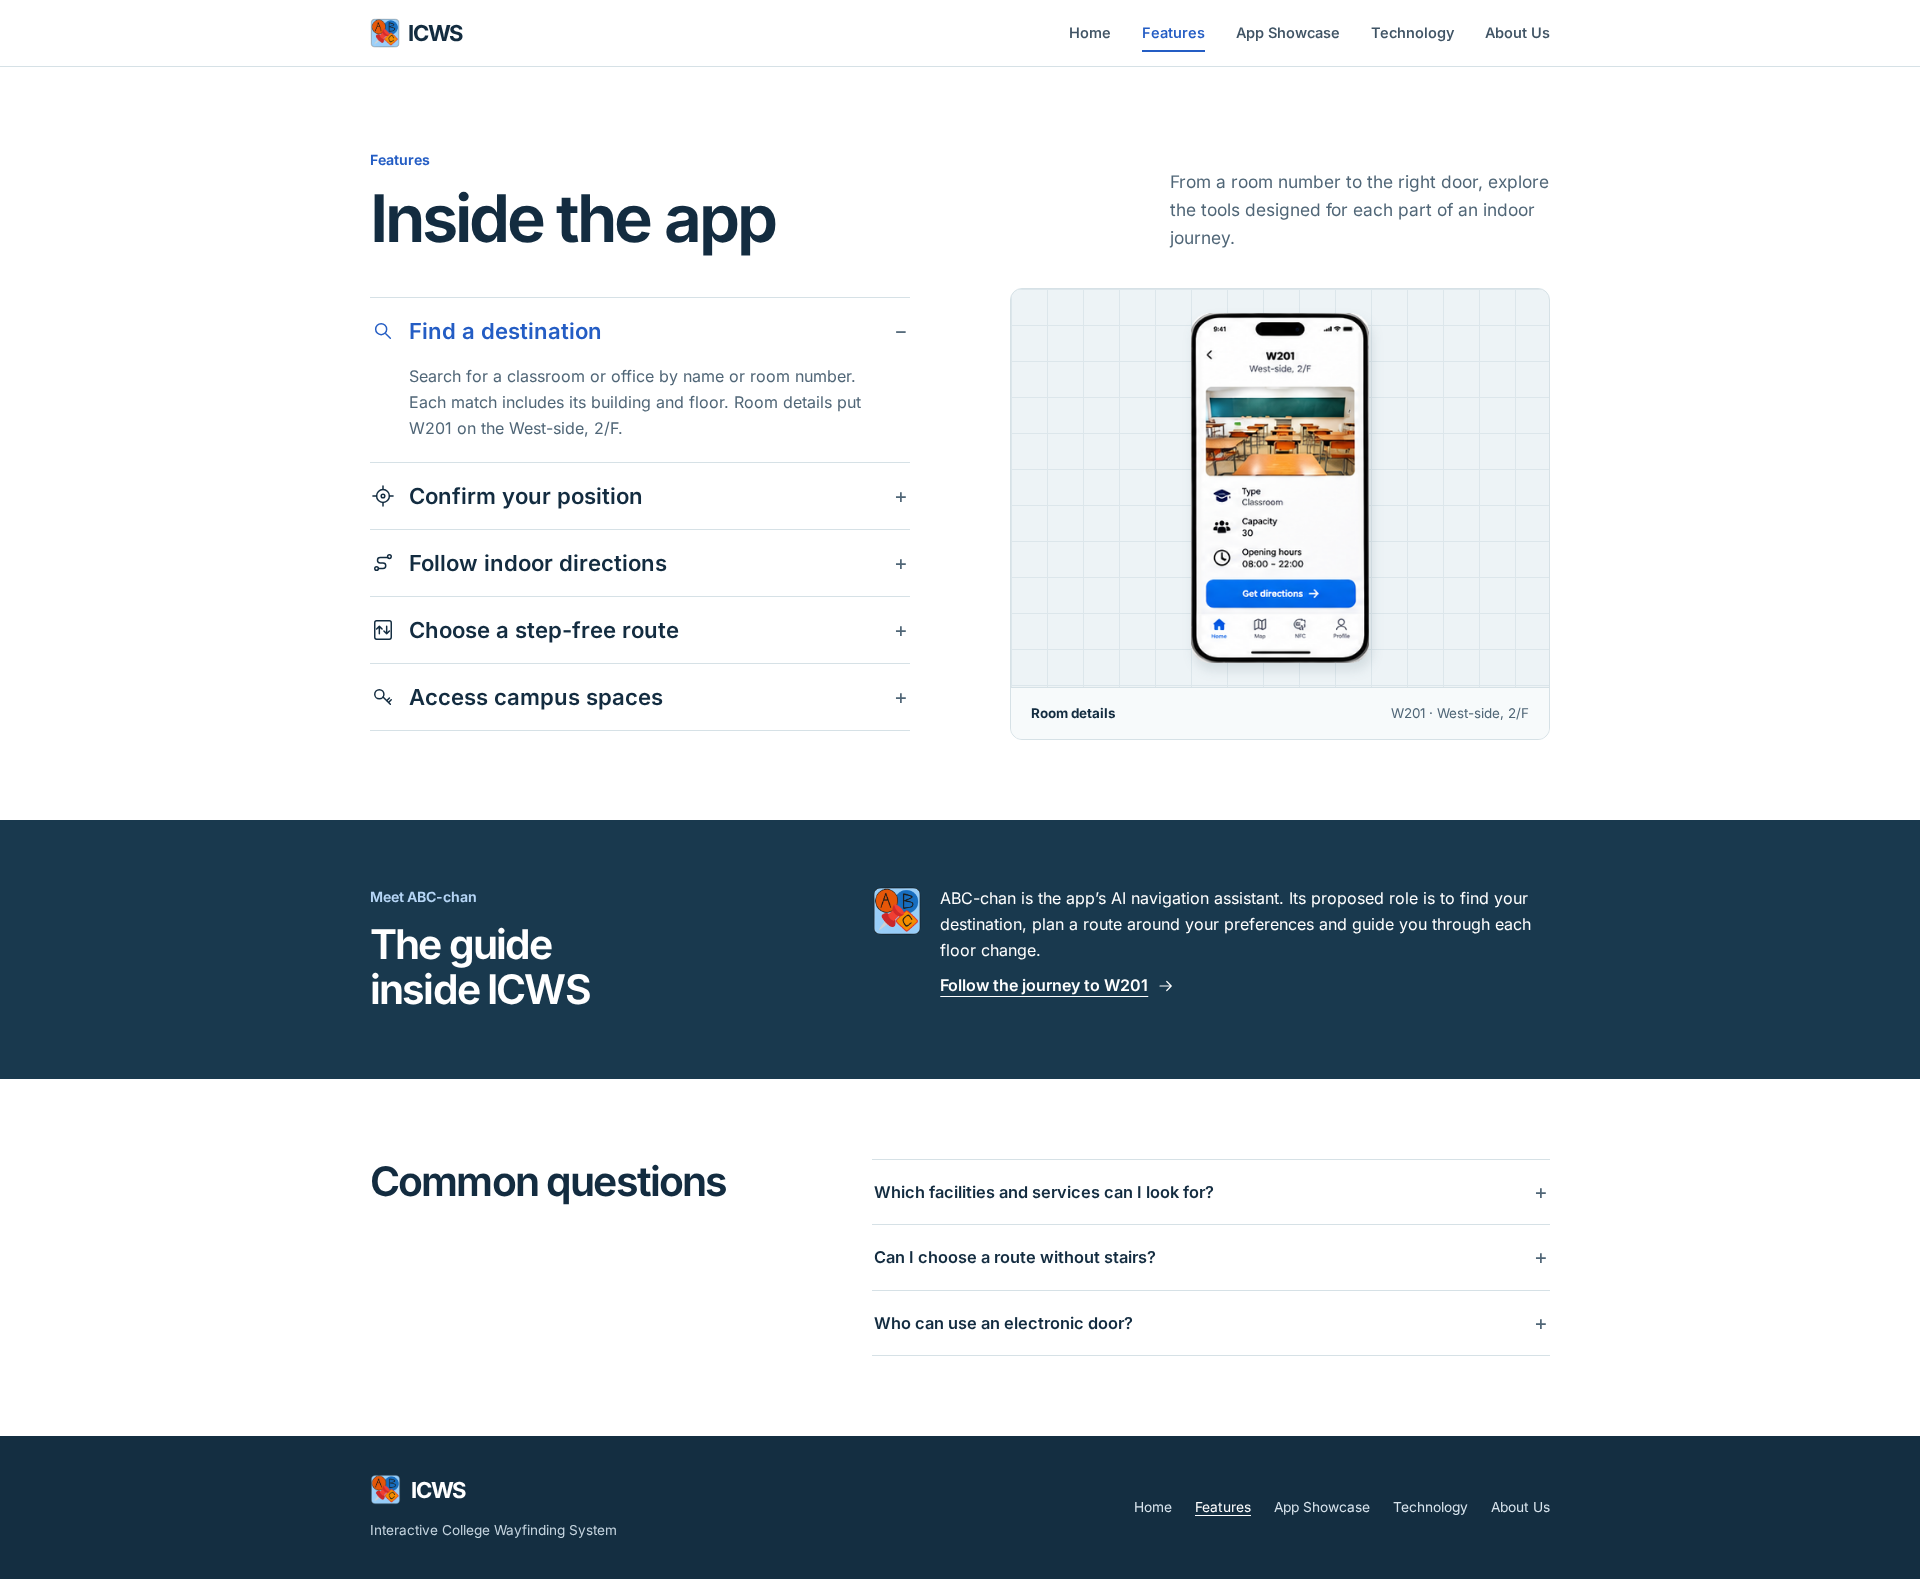 ICWS
Home
Features
App Showcase
Technology
About Us
Features
Inside the app
From a room number to the right door, explore
the tools designed for each part of an indoor
journey.
Find a destination
−
Search for a classroom or office by name or room number.
Each match includes its building and floor. Room details put
W201 on the West-side, 2/F.
Confirm your position
+
Follow indoor directions
+
Choose a step-free route
+
Access campus spaces
+
9:41
W201
West-side, 2/F
Type
Classroom
Capacity
30
Opening hours
08:00 – 22:00
Get directions →
Home
Map
NFC
Profile
Room details
W201 · West-side, 2/F
Meet ABC-chan
The guide
inside ICWS
A B C
ABC-chan is the app’s AI navigation assistant. Its proposed role is to find your
destination, plan a route around your preferences and guide you through each
floor change.
Follow the journey to W201 →
Common questions
Which facilities and services can I look for?
+
Can I choose a route without stairs?
+
Who can use an electronic door?
+
ICWS
Interactive College Wayfinding System
Home
Features
App Showcase
Technology
About Us